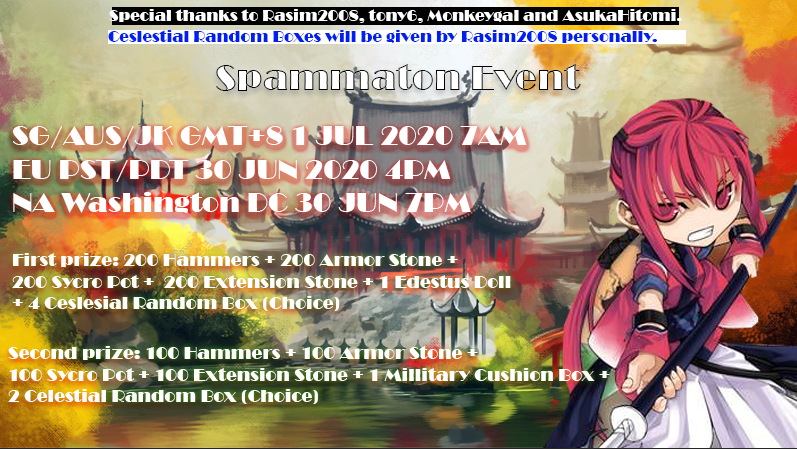 Special thanks to Rasim2008, tony6, Monkeygal and AsukaHitomi.
Ceslestial Random Boxes will be given by Rasim2008 personally.
Spammaton Event
SG/AUS/JK GMT+8 1 JUL 2020 7AM
EU PST/PDT 30 JUN 2020 4PM
NA Washington DC 30 JUN 7PM
First prize: 200 Hammers + 200 Armor Stone +
200 Sycro Pot + 200 Extension Stone + 1 Edestus Doll
+ 4 Ceslesial Random Box (Choice)
Second prize: 100 Hammers + 100 Armor Stone +
100 Sycro Pot + 100 Extension Stone + 1 Millitary Cushion Box +
2 Celestial Random Box (Choice)